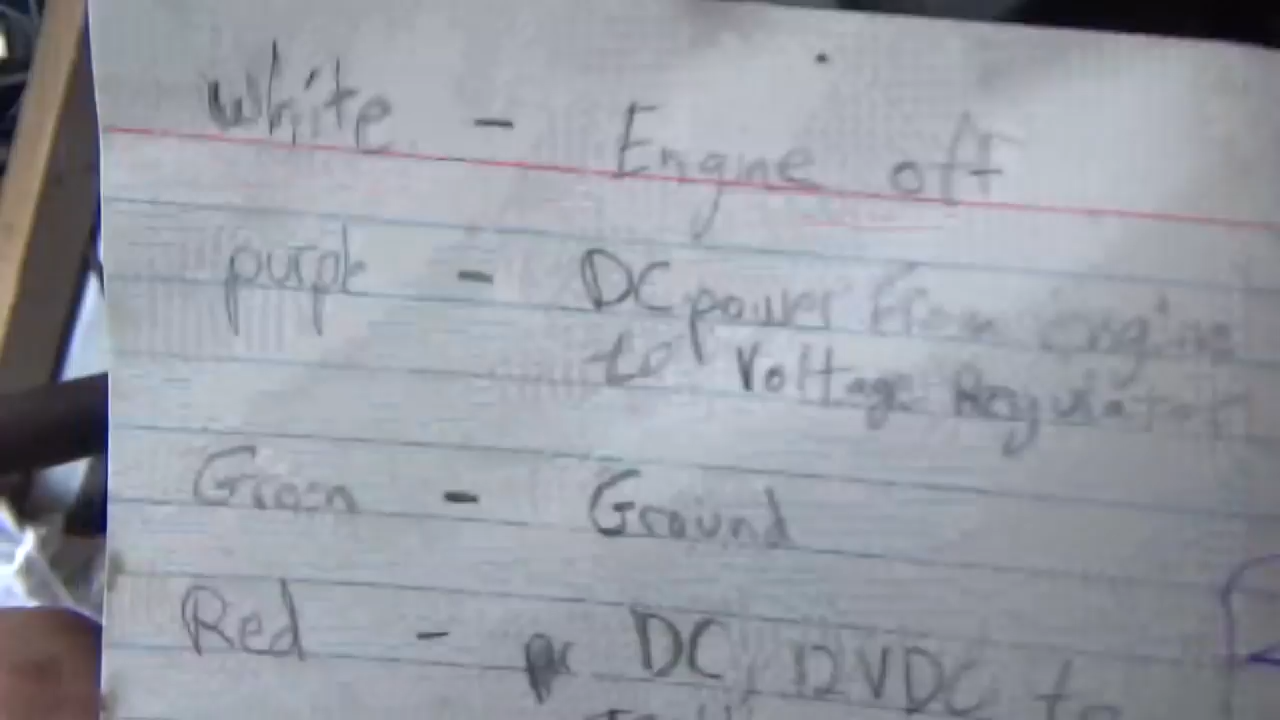 White - Engine off
purple - DC power from engine
to Voltage Regulator
Green - Ground
Red - DC, 12VDC to